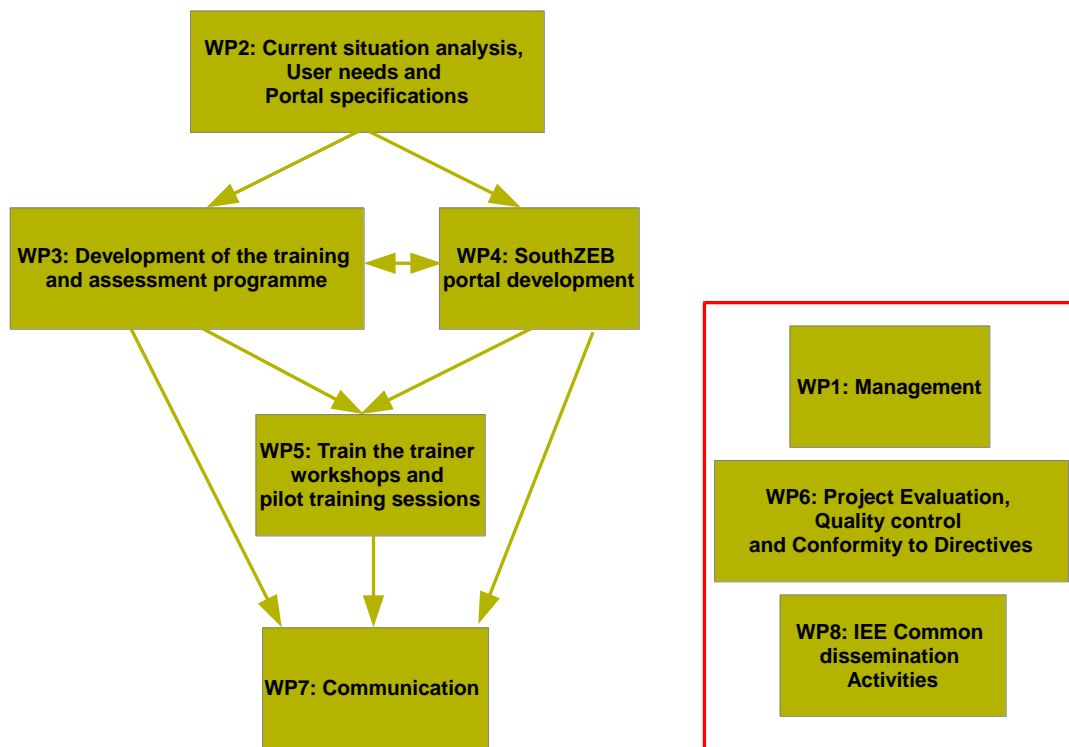 WP2: Current situation analysis,
User needs and
Portal specifications
WP3: Development of the training
and assessment programme
WP4: SouthZEB
portal development
WP5: Train the trainer
workshops and
pilot training sessions
WP7: Communication
WP1: Management
WP6: Project Evaluation,
Quality control
and Conformity to Directives
WP8: IEE Common
dissemination
Activities